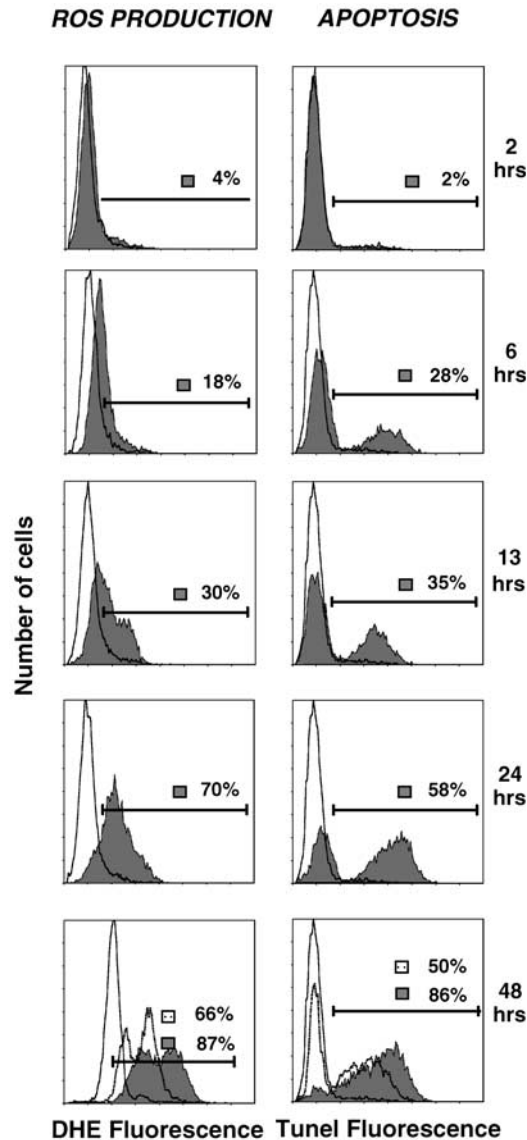 ROS PRODUCTION APOPTOSIS
4% 2% 2
hrs
18% 28% 6
hrs
30% 35% 13
hrs
Number of cells
70% 58% 24
hrs
66% 50% 48
87% 86% hrs
DHE Fluorescence Tunel Fluorescence